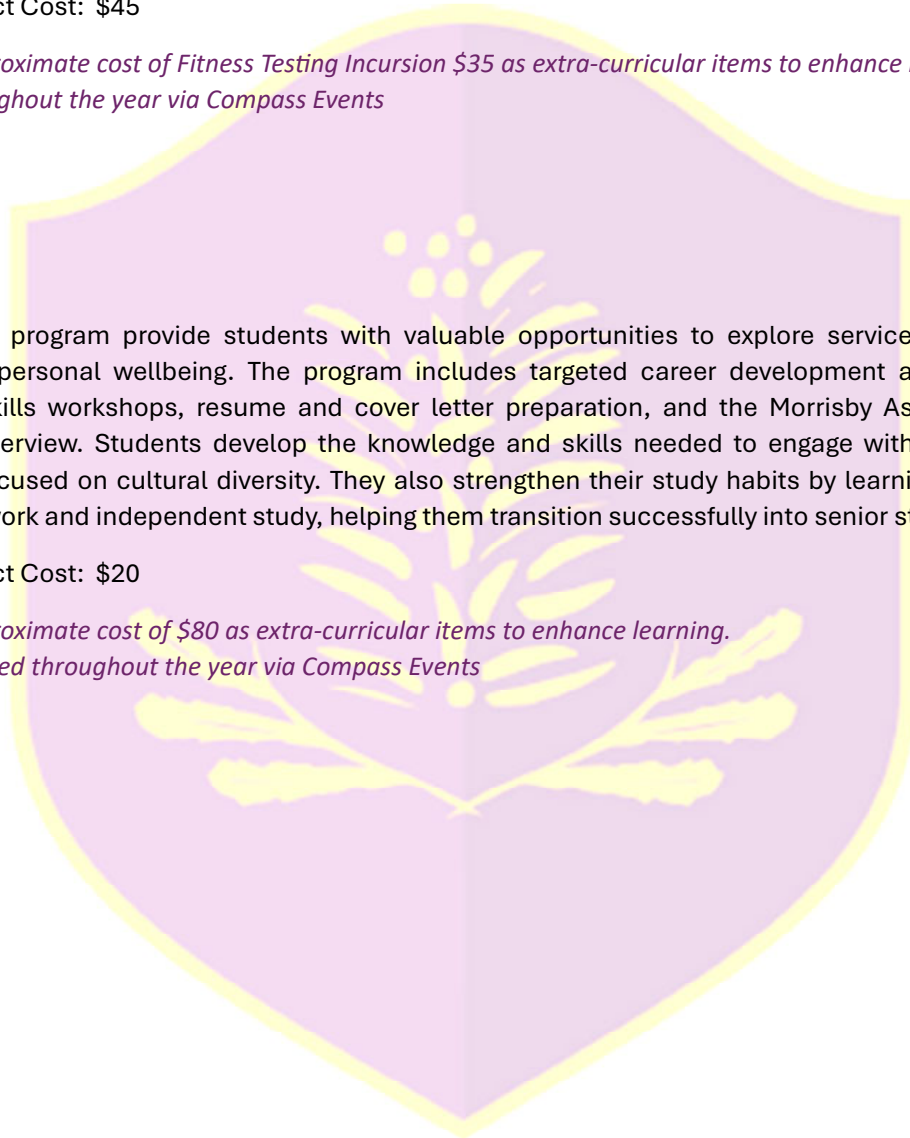 ct Cost: $45
roximate cost of Fitness Testing Incursion $35 as extra-curricular items to enhance
ghout the year via Compass Events
program provide students with valuable opportunities to explore service
personal wellbeing. The program includes targeted career development a
kills workshops, resume and cover letter preparation, and the Morrisby As
erview. Students develop the knowledge and skills needed to engage with
cused on cultural diversity. They also strengthen their study habits by learni
work and independent study, helping them transition successfully into senior st
ct Cost: $20
roximate cost of $80 as extra-curricular items to enhance learning.
ed throughout the year via Compass Events